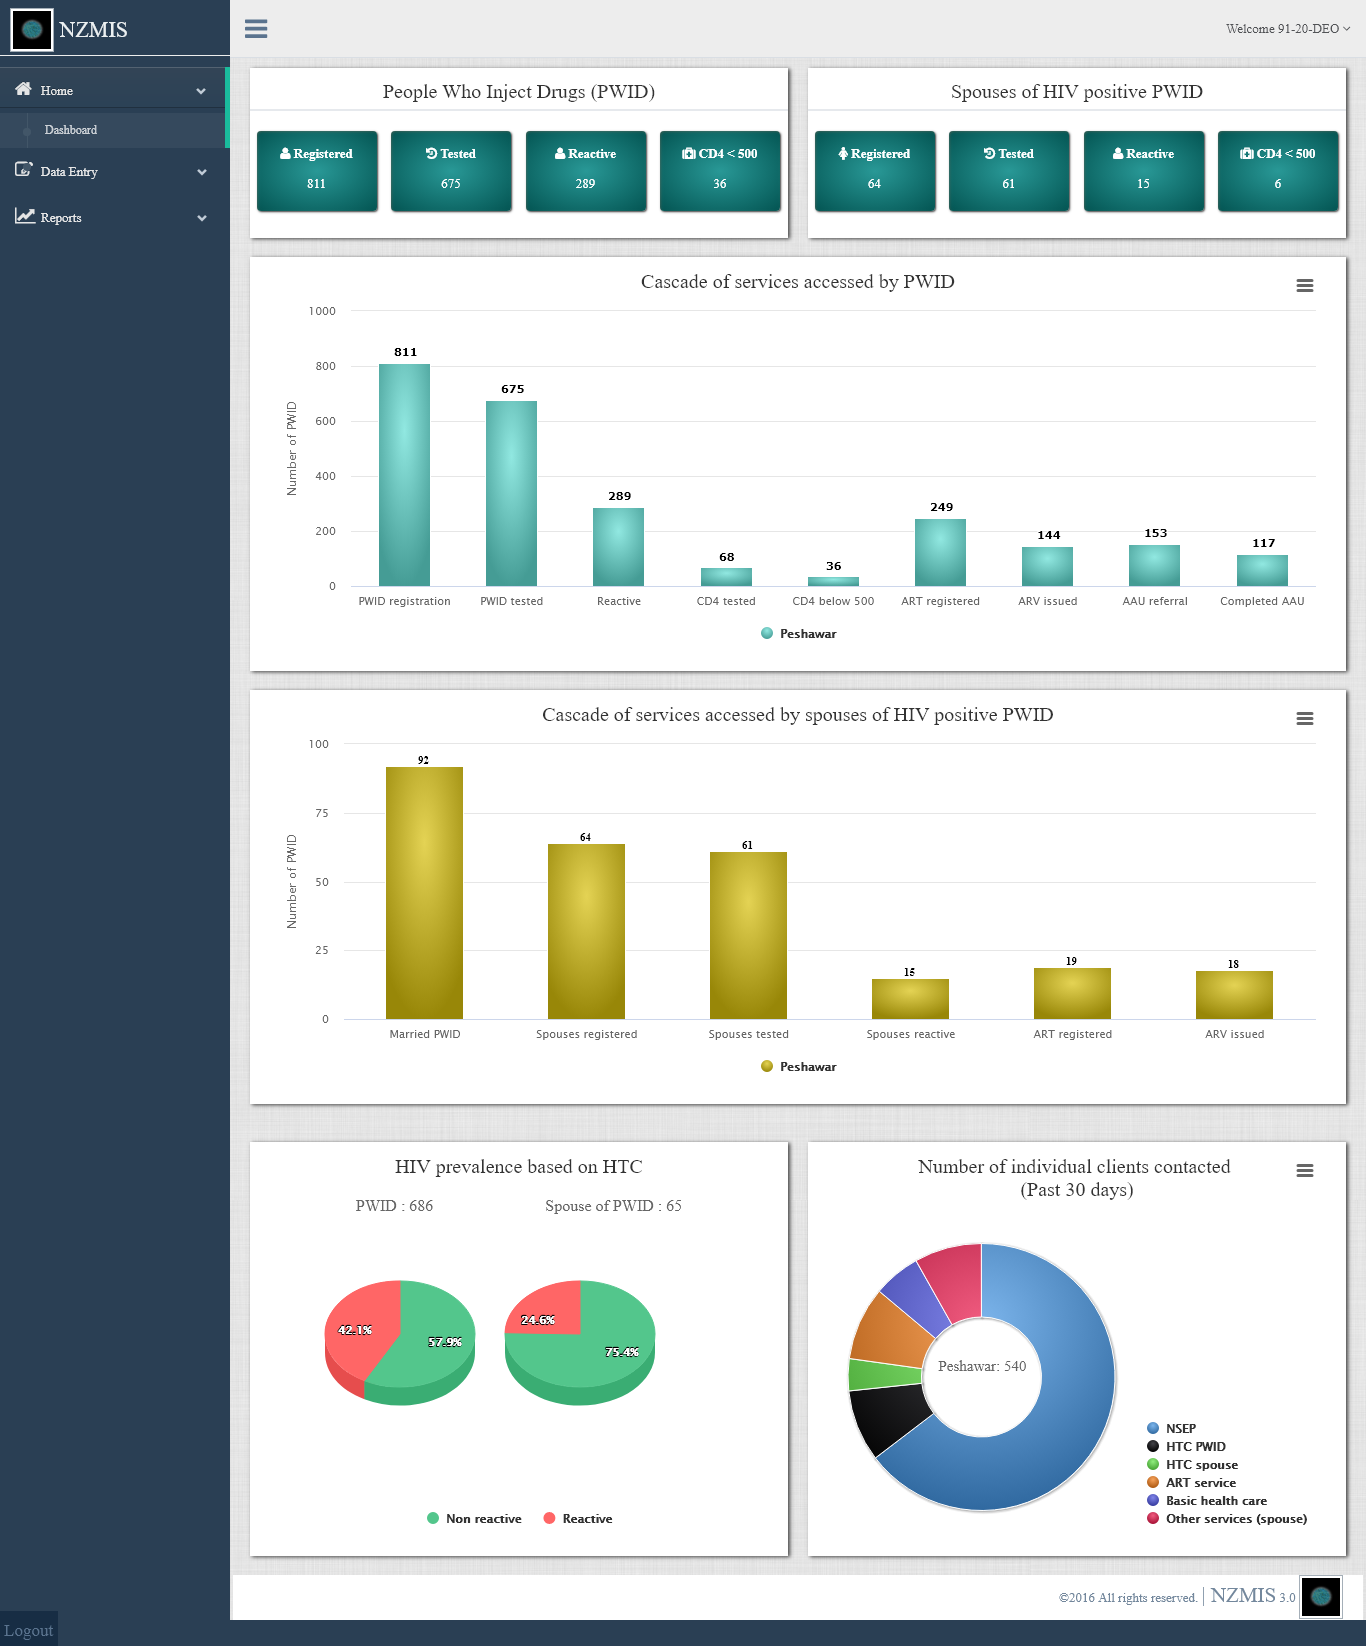 NZMIS
Welcome 91-20-DEO
Home
Dashboard
Data Entry
Reports
People Who Inject Drugs (PWID)
Registered
811
Tested
675
Reactive
289
CD4 < 500
36
Spouses of HIV positive PWID
Registered
64
Tested
61
Reactive
15
CD4 < 500
6
Cascade of services accessed by PWID
Number of PWID
1000
800
600
400
200
0
811
675
289
68
36
249
144
153
117
PWID registration
PWID tested
Reactive
CD4 tested
CD4 below 500
ART registered
ARV issued
AAU referral
Completed AAU
Peshawar
Cascade of services accessed by spouses of HIV positive PWID
Number of PWID
100
75
50
25
0
92
64
61
15
19
18
Married PWID
Spouses registered
Spouses tested
Spouses reactive
ART registered
ARV issued
Peshawar
HIV prevalence based on HTC
PWID : 686
Spouse of PWID : 65
42.1%
57.9%
24.6%
75.4%
Non reactive
Reactive
Number of individual clients contacted
(Past 30 days)
Peshawar: 540
NSEP
HTC PWID
HTC spouse
ART service
Basic health care
Other services (spouse)
©2016 All rights reserved. | NZMIS 3.0
Logout